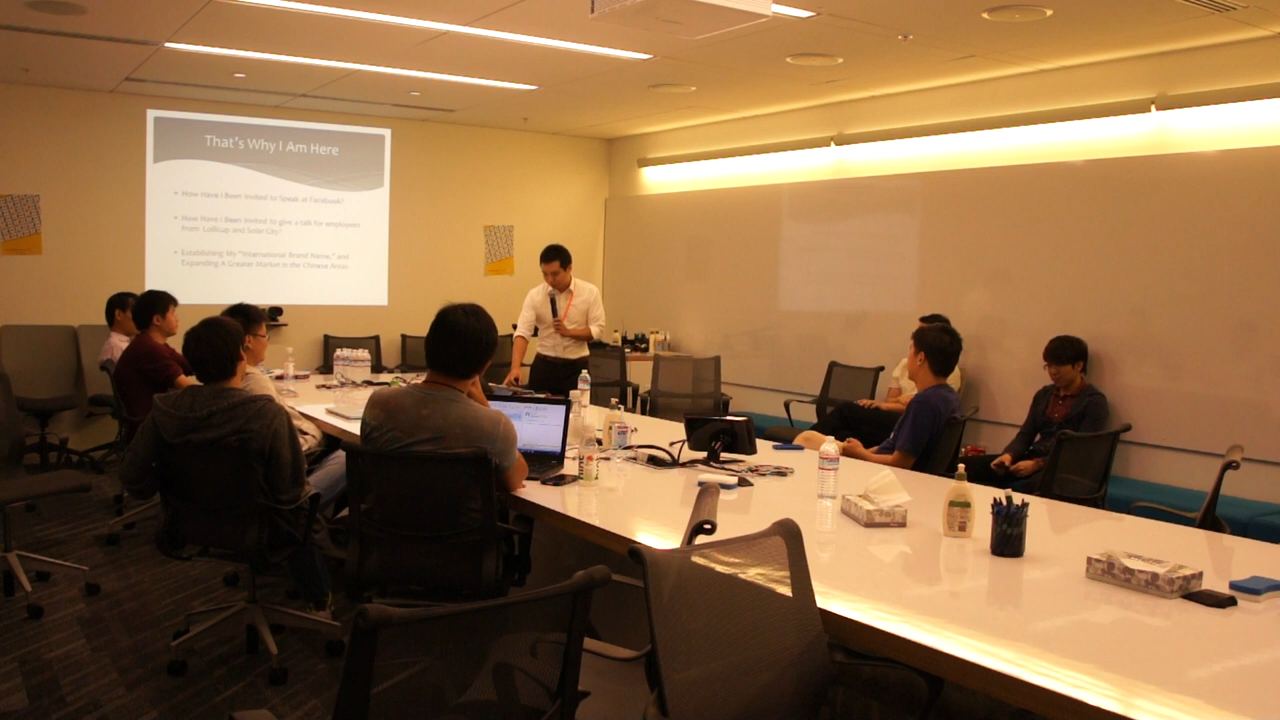 That's Why I Am Here
• How Have I Been Invited to Speak at Facebook?
• How Have I Been Invited to give a talk for employees
from Lollicup and Solar City?
• Establishing My "International Brand Name," and
Expanding A Greater Market in the Chinese Areas